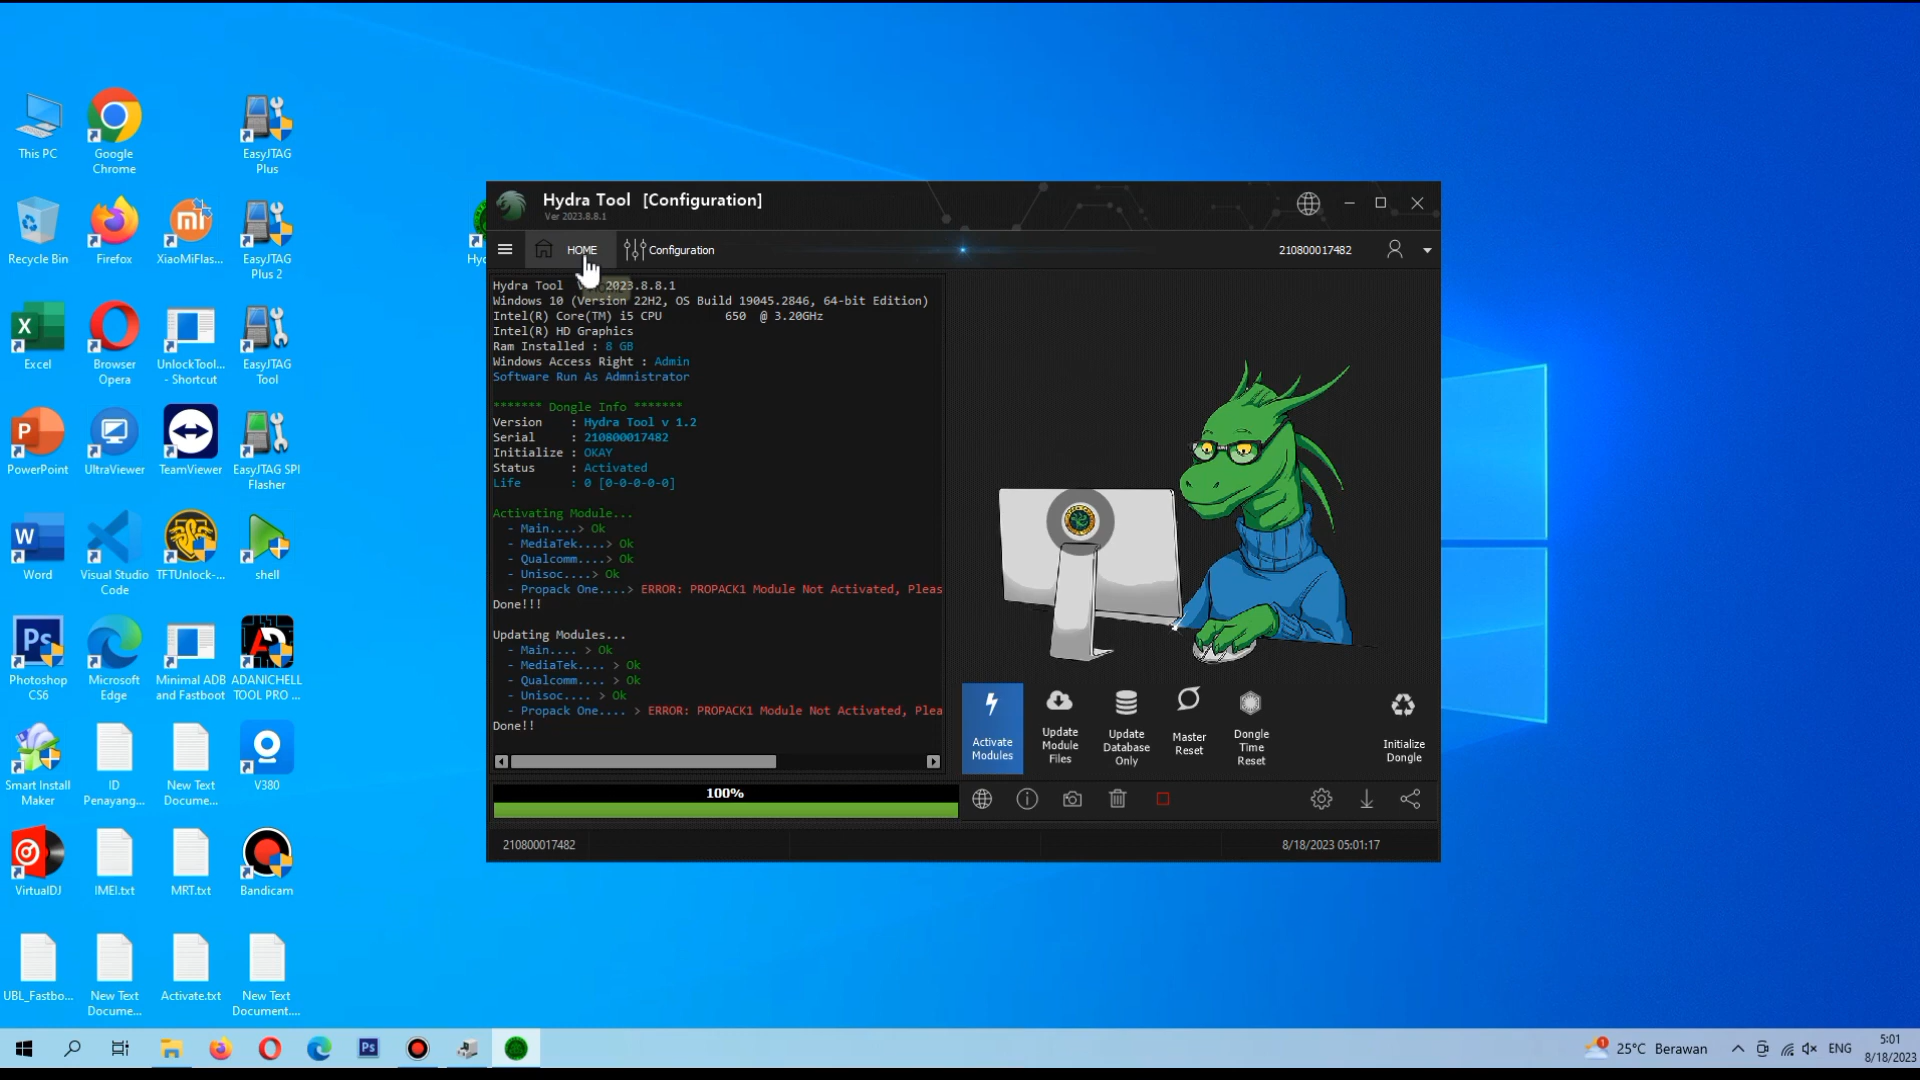 This PC
Google
Chrome
EasyJTAG
Plus
Recycle Bin
Firefox
XiaoMiFlas...
EasyJTAG
Plus 2
Excel
Browser
Opera
UnlockTool...
- Shortcut
EasyJTAG
Tool
PowerPoint
UltraViewer
TeamViewer
EasyJTAG SPI
Flasher
Word
Visual Studio
Code
TFTUnlock-...
shell
Photoshop
CS6
Microsoft
Edge
Minimal ADB
and Fastboot
ADANICHELL
TOOL PRO ...
Smart Install
Maker
ID
Penayang...
New Text
Docume...
V380
VirtualDJ
IMEI.txt
MRT.txt
Bandicam
UBL_Fastbo...
New Text
Docume...
Activate.txt
New Text
Document....
Hydra Tool [Configuration]
Ver 2023.8.8.1
HOME
Configuration
210800017482
Hydra Tool 2023.8.8.1
Windows 10 (Version 22H2, OS Build 19045.2846, 64-bit Edition)
Intel(R) Core(TM) i5 CPU 650 @ 3.20GHz
Intel(R) HD Graphics
Ram Installed : 8 GB
Windows Access Right : Admin
Software Run As Admnistrator
******* Dongle Info *******
Version : Hydra Tool v 1.2
Serial : 210800017482
Initialize : OKAY
Status : Activated
Life : 0 [0-0-0-0-0]
Activating Module...
- Main....> Ok
- MediaTek....> Ok
- Qualcomm....> Ok
- Unisoc....> Ok
- Propack One....> ERROR: PROPACK1 Module Not Activated, Pleas
Done!!!
Updating Modules...
- Main.... > Ok
- MediaTek.... > Ok
- Qualcomm.... > Ok
- Unisoc.... > Ok
- Propack One.... > ERROR: PROPACK1 Module Not Activated, Plea
Done!!
Activate
Modules
Update
Module
Files
Update
Database
Only
Master
Reset
Dongle
Time
Reset
Initialize
Dongle
100%
210800017482
8/18/2023 05:01:17
25°C Berawan
ENG
5:01
8/18/2023